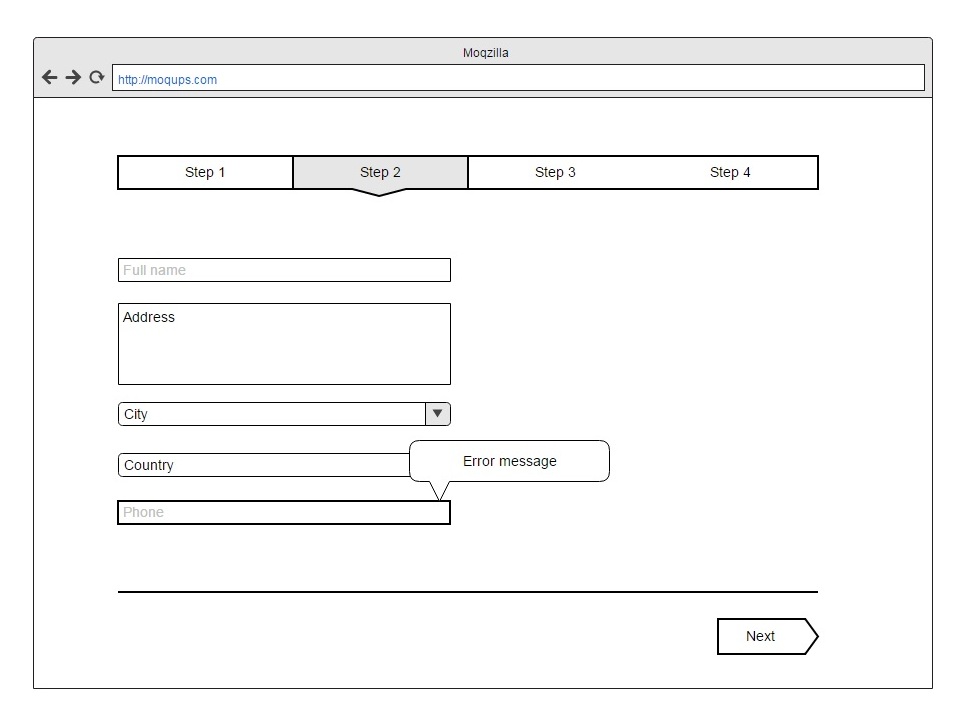 Moqzilla
http://moqups.com
Step 1 Step 2 Step 3 Step 4
Full name
Address
City
Country
Error message
Phone
Next